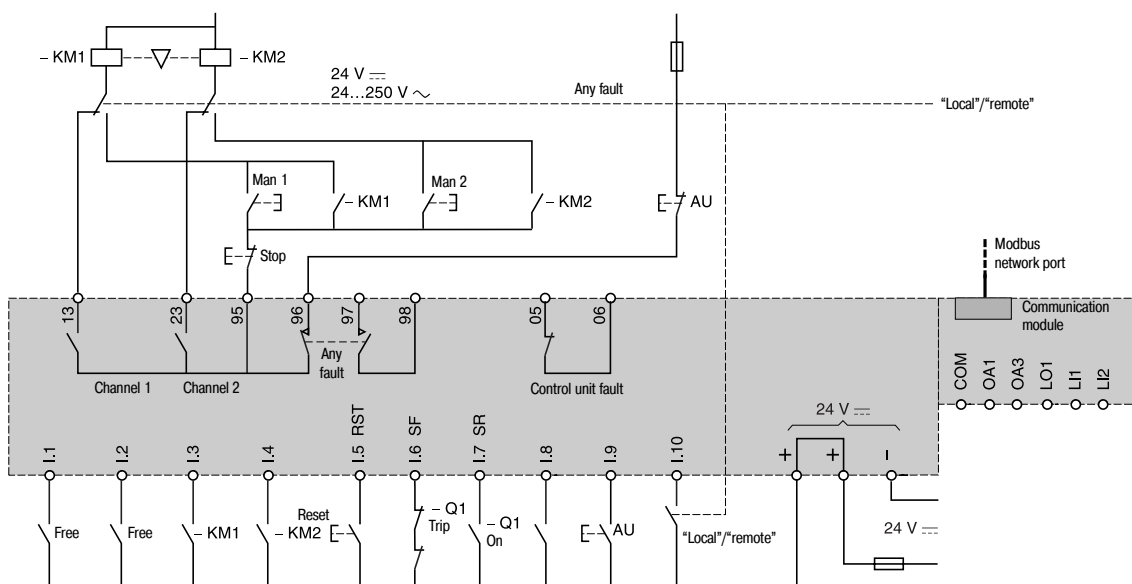 – KM1
– KM2
24 V
24...250 V
Any fault
"Local"/"remote"
Man 1
– KM1
Man 2
– KM2
AU
Stop
Modbus
network port
Communication
module
13
23
95
96
97
98
05
06
Any
fault
Channel 1
Channel 2
Control unit fault
COM
OA1
OA3
LO1
LI1
LI2
24 V
I.1
I.2
I.3
I.4
I.5 RST
I.6 SF
I.7 SR
I.8
I.9
I.10
+
+
–
Free
Free
– KM1
– KM2
Reset
– Q1
Trip
– Q1
On
AU
"Local"/"remote"
24 V